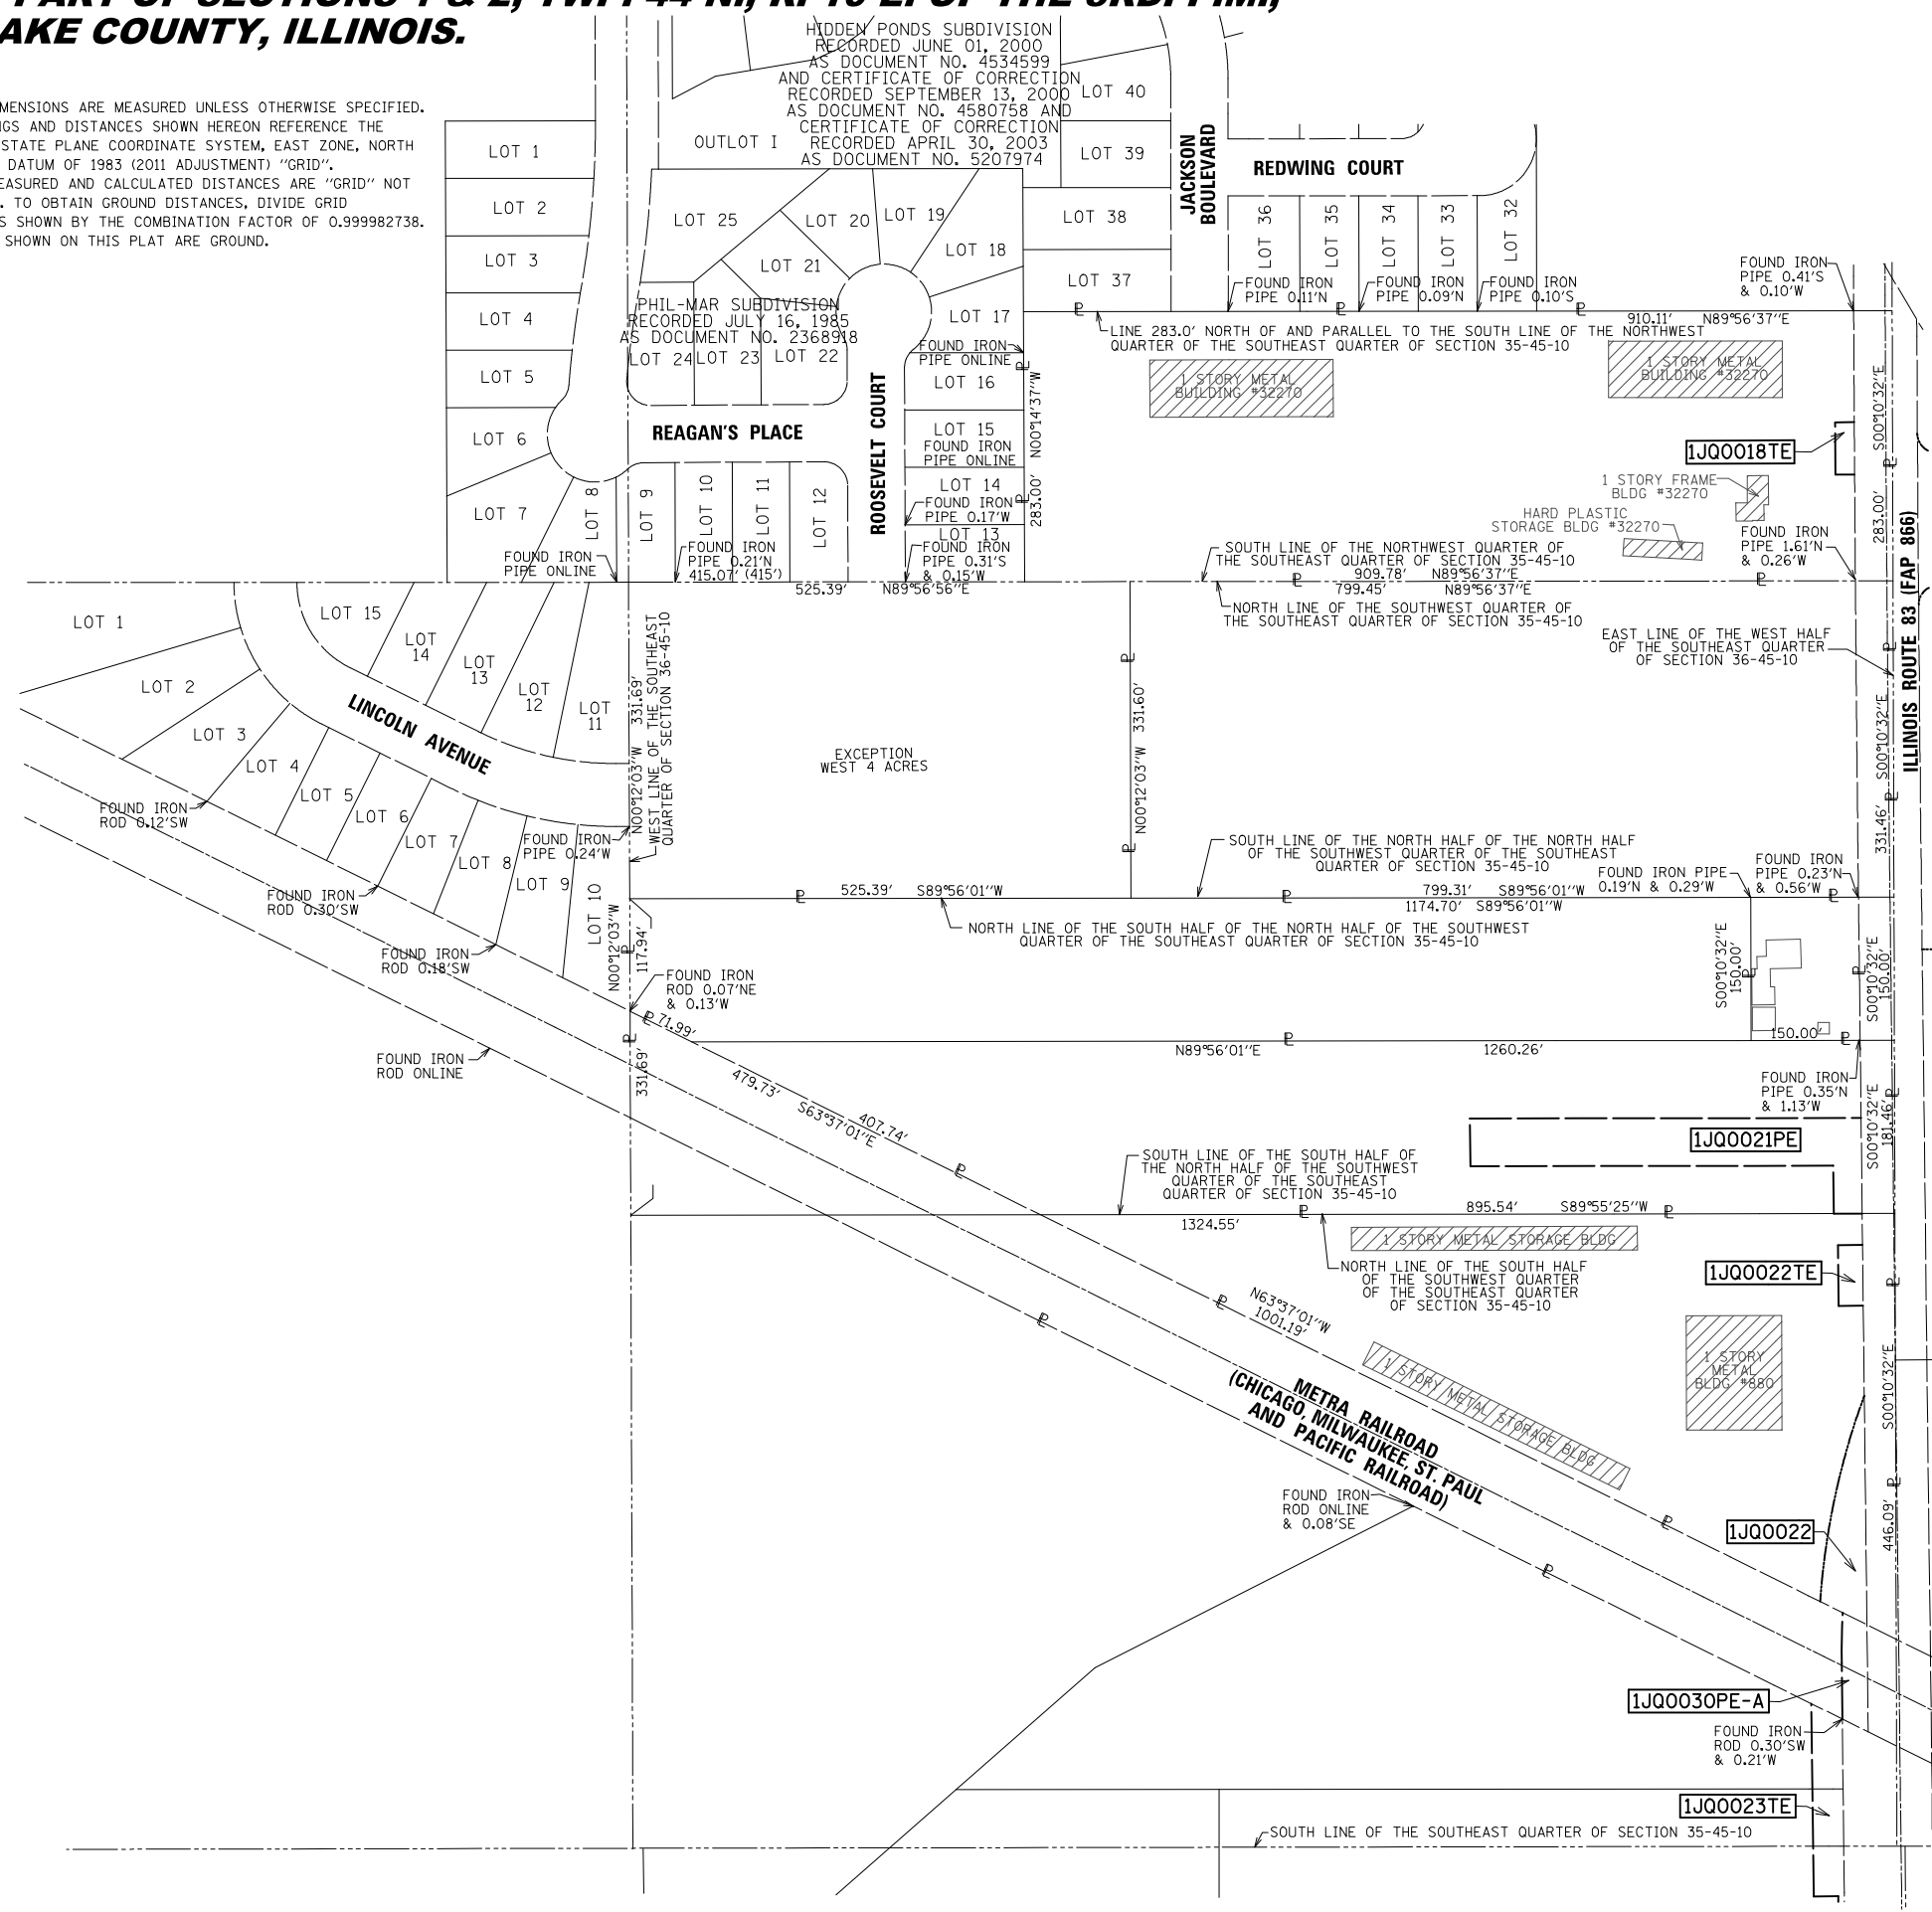 PART OF SECTIONS 1 & 2, TWP. 44 N., R. 10 E. OF THE 3RD. P.M.,
AKE COUNTY, ILLINOIS.
MENSIONS ARE MEASURED UNLESS OTHERWISE SPECIFIED.
GS AND DISTANCES SHOWN HEREON REFERENCE THE
STATE PLANE COORDINATE SYSTEM, EAST ZONE, NORTH
DATUM OF 1983 (2011 ADJUSTMENT) "GRID".
EASURED AND CALCULATED DISTANCES ARE "GRID" NOT
. TO OBTAIN GROUND DISTANCES, DIVIDE GRID
S SHOWN BY THE COMBINATION FACTOR OF 0.999982738.
SHOWN ON THIS PLAT ARE GROUND.
HIDDEN PONDS SUBDIVISION
RECORDED JUNE 01, 2000
AS DOCUMENT NO. 4534599
AND CERTIFICATE OF CORRECTION
RECORDED SEPTEMBER 13, 2000
AS DOCUMENT NO. 4580758 AND
CERTIFICATE OF CORRECTION
RECORDED APRIL 30, 2003
AS DOCUMENT NO. 5207974
OUTLOT I
LOT 40
LOT 39
LOT 38
LOT 37
JACKSON
BOULEVARD
REDWING COURT
LOT 36
LOT 35
LOT 34
LOT 33
LOT 32
LOT 1
LOT 2
LOT 3
LOT 4
LOT 5
LOT 6
LOT 7
LOT 8
LOT 9
LOT 10
LOT 11
LOT 12
LOT 25
LOT 20
LOT 19
LOT 18
LOT 21
LOT 17
PHIL-MAR SUBDIVISION
RECORDED JULY 16, 1985
AS DOCUMENT NO. 2368918
LOT 24
LOT 23
LOT 22
FOUND IRON
PIPE ONLINE
LOT 16
REAGAN'S PLACE
ROOSEVELT COURT
LOT 15
FOUND IRON
PIPE ONLINE
LOT 14
FOUND IRON
PIPE 0.17'W
LOT 13
FOUND IRON
PIPE 0.31'S
& 0.15'W
283.00' N00°14'37"W
FOUND IRON
PIPE ONLINE
FOUND IRON
PIPE 0.21'N
415.07' (415')
525.39' N89°56'56"E
FOUND IRON
PIPE 0.11'N
FOUND IRON
PIPE 0.09'N
FOUND IRON
PIPE 0.10'S
FOUND IRON
PIPE 0.41'S
& 0.10'W
910.11' N89°56'37"E
LINE 283.0' NORTH OF AND PARALLEL TO THE SOUTH LINE OF THE NORTHWEST
QUARTER OF THE SOUTHEAST QUARTER OF SECTION 35-45-10
1 STORY METAL
BUILDING #32270
1 STORY METAL
BUILDING #32270
S00°10'32"E
283.00'
1JQ0018TE
1 STORY FRAME
BLDG #32270
HARD PLASTIC
STORAGE BLDG #32270
FOUND IRON
PIPE 1.61'N
& 0.26'W
ILLINOIS ROUTE 83 (FAP 866)
SOUTH LINE OF THE NORTHWEST QUARTER OF
THE SOUTHEAST QUARTER OF SECTION 35-45-10
909.78' N89°56'37"E
799.45' N89°56'37"E
NORTH LINE OF THE SOUTHWEST QUARTER OF
THE SOUTHEAST QUARTER OF SECTION 35-45-10
EAST LINE OF THE WEST HALF
OF THE SOUTHEAST QUARTER
OF SECTION 36-45-10
LOT 1
LOT 2
LOT 3
LOT 4
LOT 5
LOT 6
LOT 7
LOT 8
LOT 9
LOT 10
LOT 15
LOT
14
LOT
13
LOT
12
LOT
11
LINCOLN AVENUE
N00°12'03"W 331.69'
WEST LINE OF THE SOUTHEAST
QUARTER OF SECTION 36-45-10
EXCEPTION
WEST 4 ACRES
N00°12'03"W 331.60'
S00°10'32"E
331.46'
FOUND IRON
ROD 0.12'SW
FOUND IRON
PIPE 0.24'W
FOUND IRON
ROD 0.30'SW
FOUND IRON
ROD 0.18'SW
SOUTH LINE OF THE NORTH HALF OF THE NORTH HALF
OF THE SOUTHWEST QUARTER OF THE SOUTHEAST
QUARTER OF SECTION 35-45-10
FOUND IRON PIPE
0.19'N & 0.29'W
FOUND IRON
PIPE 0.23'N
& 0.56'W
525.39' S89°56'01"W
799.31' S89°56'01"W
1174.70' S89°56'01"W
NORTH LINE OF THE SOUTH HALF OF THE NORTH HALF OF THE SOUTHWEST
QUARTER OF THE SOUTHEAST QUARTER OF SECTION 35-45-10
N00°12'03"W
117.94'
S00°10'32"E
150.00'
S00°10'32"E
150.00'
FOUND IRON
ROD 0.07'NE
& 0.13'W
71.99'
150.00'
N89°56'01"E 1260.26'
FOUND IRON
ROD ONLINE
331.69'
479.73'
S63°37'01"E
407.74'
FOUND IRON
PIPE 0.35'N
& 1.13'W
S00°10'32"E
181.46'
1JQ0021PE
SOUTH LINE OF THE SOUTH HALF OF
THE NORTH HALF OF THE SOUTHWEST
QUARTER OF THE SOUTHEAST
QUARTER OF SECTION 35-45-10
895.54' S89°55'25"W
1324.55'
1 STORY METAL STORAGE BLDG
NORTH LINE OF THE SOUTH HALF
OF THE SOUTHWEST QUARTER
OF THE SOUTHEAST QUARTER
OF SECTION 35-45-10
1JQ0022TE
N63°37'01"W
1001.19'
1 STORY
METAL
BLDG #880
S00°10'32"E
446.09'
1 STORY METAL STORAGE BLDG
METRA RAILROAD
(CHICAGO, MILWAUKEE, ST. PAUL
AND PACIFIC RAILROAD)
FOUND IRON
ROD ONLINE
& 0.08'SE
1JQ0022
1JQ0030PE-A
FOUND IRON
ROD 0.30'SW
& 0.21'W
1JQ0023TE
SOUTH LINE OF THE SOUTHEAST QUARTER OF SECTION 35-45-10